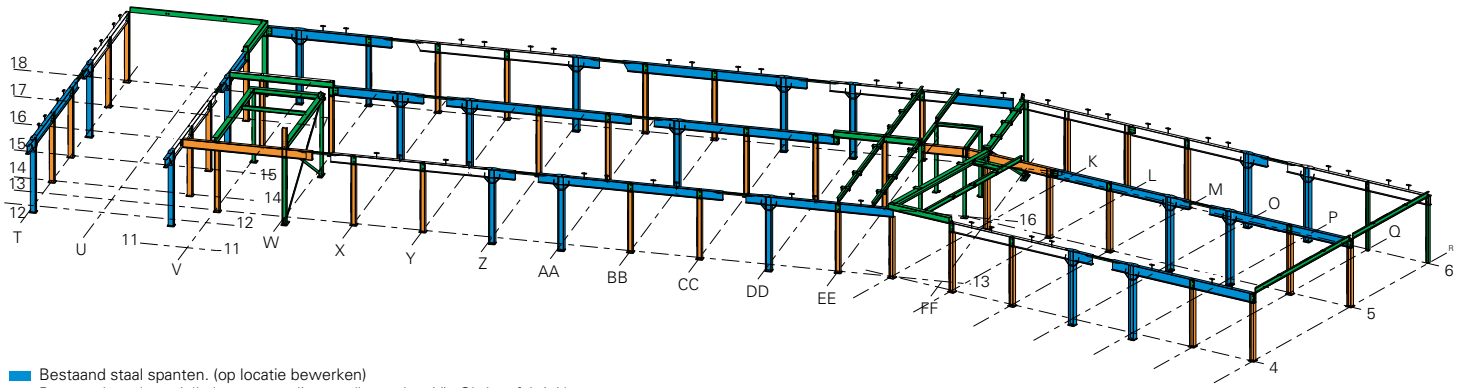 18
17
16
15
14
13
12
T
U
11
11
V
12
W
14
15
X
Y
Z
AA
BB
CC
DD
EE
FF
13
16
K
L
M
O
P
Q
R
6
5
4
Bestaand staal spanten. (op locatie bewerken)